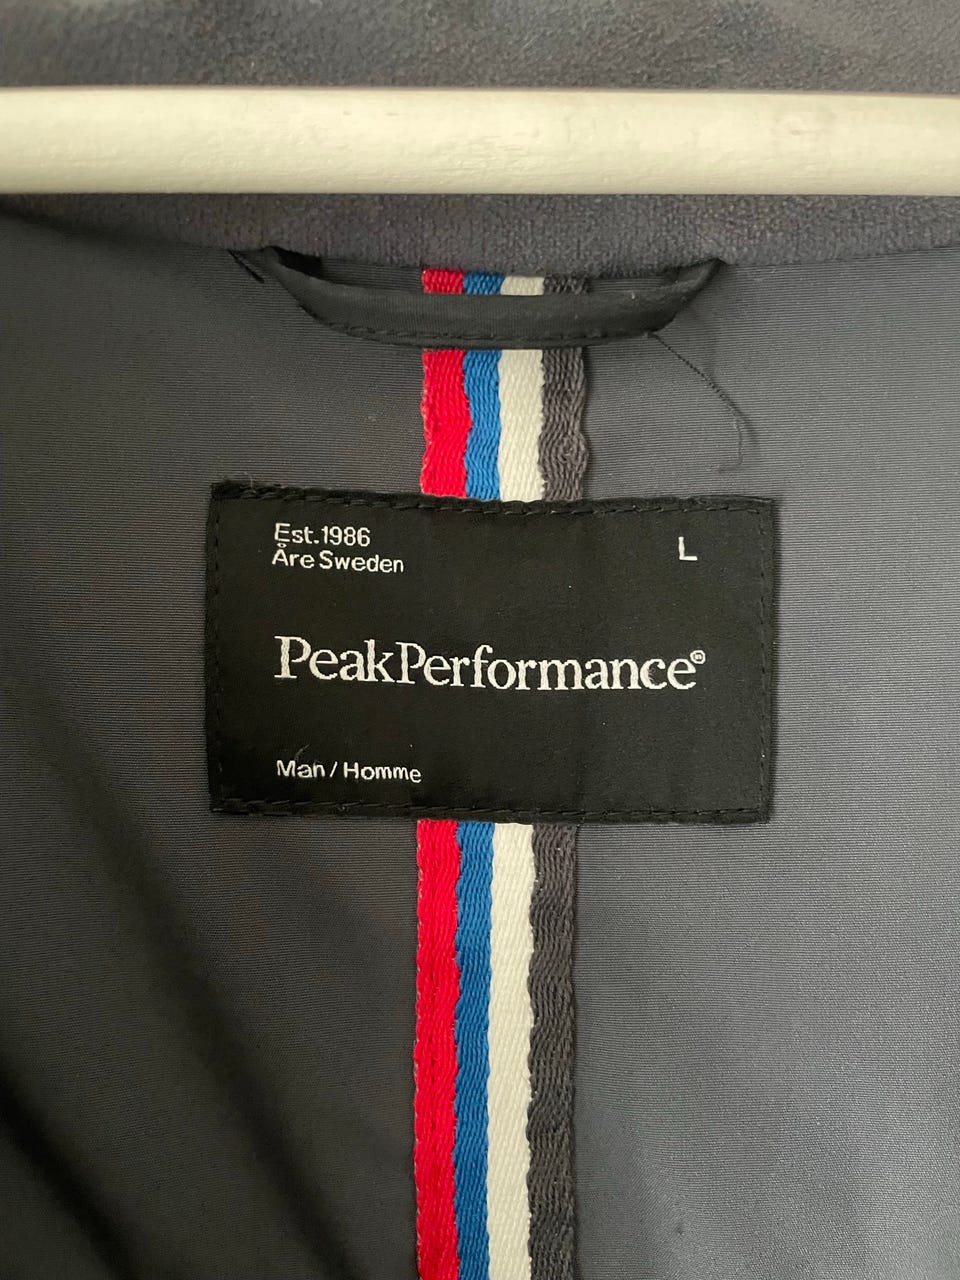 Est.1986
Åre Sweden
L
PeakPerformance®
Man / Homme